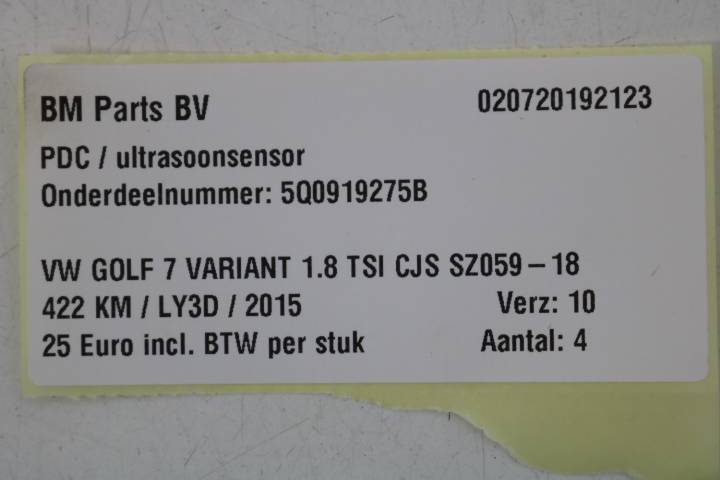 BM Parts BV 020720192123
PDC / ultrasoonsensor
Onderdeelnummer: 5Q0919275B
VW GOLF 7 VARIANT 1.8 TSI CJS SZ059 – 18
422 KM / LY3D / 2015 Verz: 10
25 Euro incl. BTW per stuk Aantal: 4